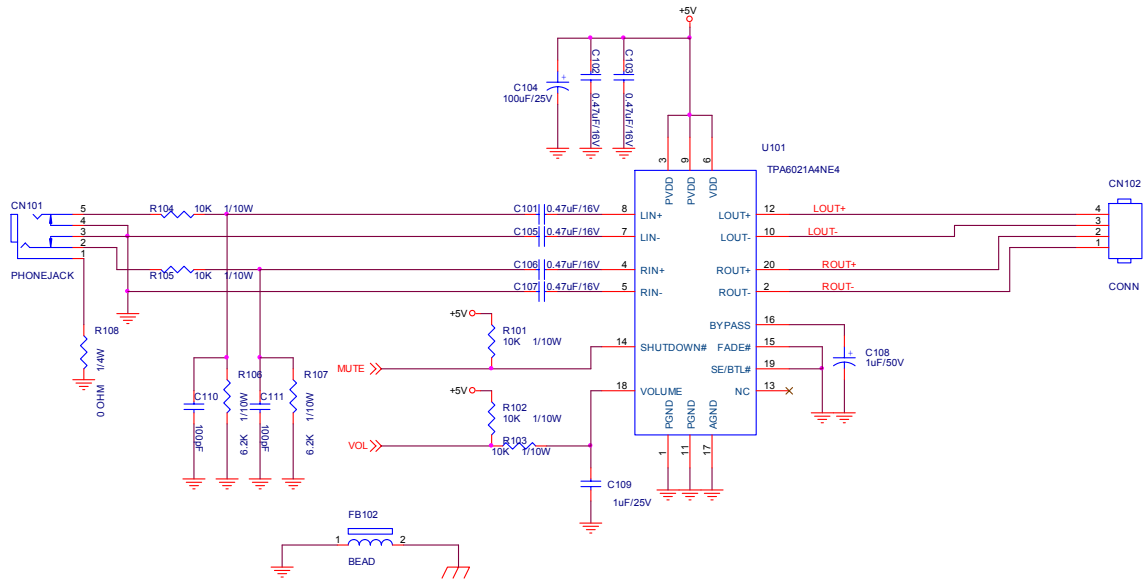 +5V
C104
100uF/25V
C102
0.47uF/16V
C103
0.47uF/16V
U101
TPA6021A4NE4
3
9
6
PVDD
PVDD
VDD
CN101
5
4
3
2
1
PHONEJACK
R104 10K 1/10W
R105 10K 1/10W
C101 0.47uF/16V
C105 0.47uF/16V
C106 0.47uF/16V
C107 0.47uF/16V
8 LIN+
7 LIN-
4 RIN+
5 RIN-
14 SHUTDOWN#
18 VOLUME
LOUT+ 12 LOUT+
LOUT- 10 LOUT-
ROUT+ 20 ROUT+
ROUT- 2 ROUT-
BYPASS 16
FADE# 15
SE/BTL# 19
NC 13
CN102
4
3
2
1
CONN
C108
1uF/50V
+5V
R101
10K 1/10W
MUTE
+5V
R102
10K 1/10W
VOL
R103
10K 1/10W
R108
0 OHM 1/4W
C110
100pF
R106
6.2K 1/10W
C111
100pF
R107
6.2K 1/10W
PGND
PGND
AGND
1
11
17
C109
1uF/25V
FB102
1 2
BEAD